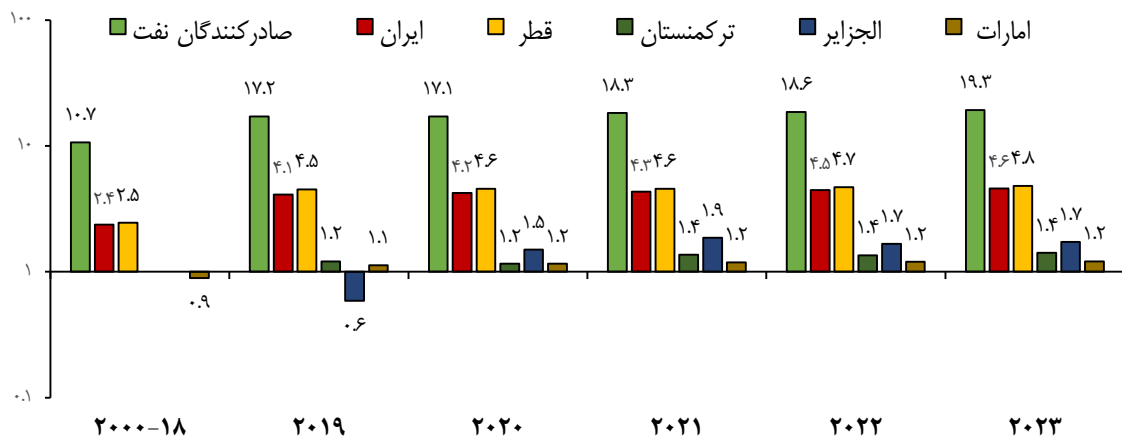 ۱۰۰
صادرکنندگان نفت ایران قطر ترکمنستان الجزایر امارات
۱۰.۷ ۱۷.۲ ۱۷.۱ ۱۸.۳ ۱۸.۶ ۱۹.۳
۱۰
۲.۴ ۲.۵ ۴.۱ ۴.۵ ۴.۲ ۴.۶ ۴.۳ ۴.۶ ۴.۵ ۴.۷ ۴.۶ ۴.۸
۱.۲ ۱.۱ ۱.۲ ۱.۵ ۱.۲ ۱.۴ ۱.۹ ۱.۲ ۱.۴ ۱.۷ ۱.۲ ۱.۴ ۱.۷ ۱.۲
۱
۰.۹ ۰.۶
۰.۱
۲۰۰۰-۱۸ ۲۰۱۹ ۲۰۲۰ ۲۰۲۱ ۲۰۲۲ ۲۰۲۳